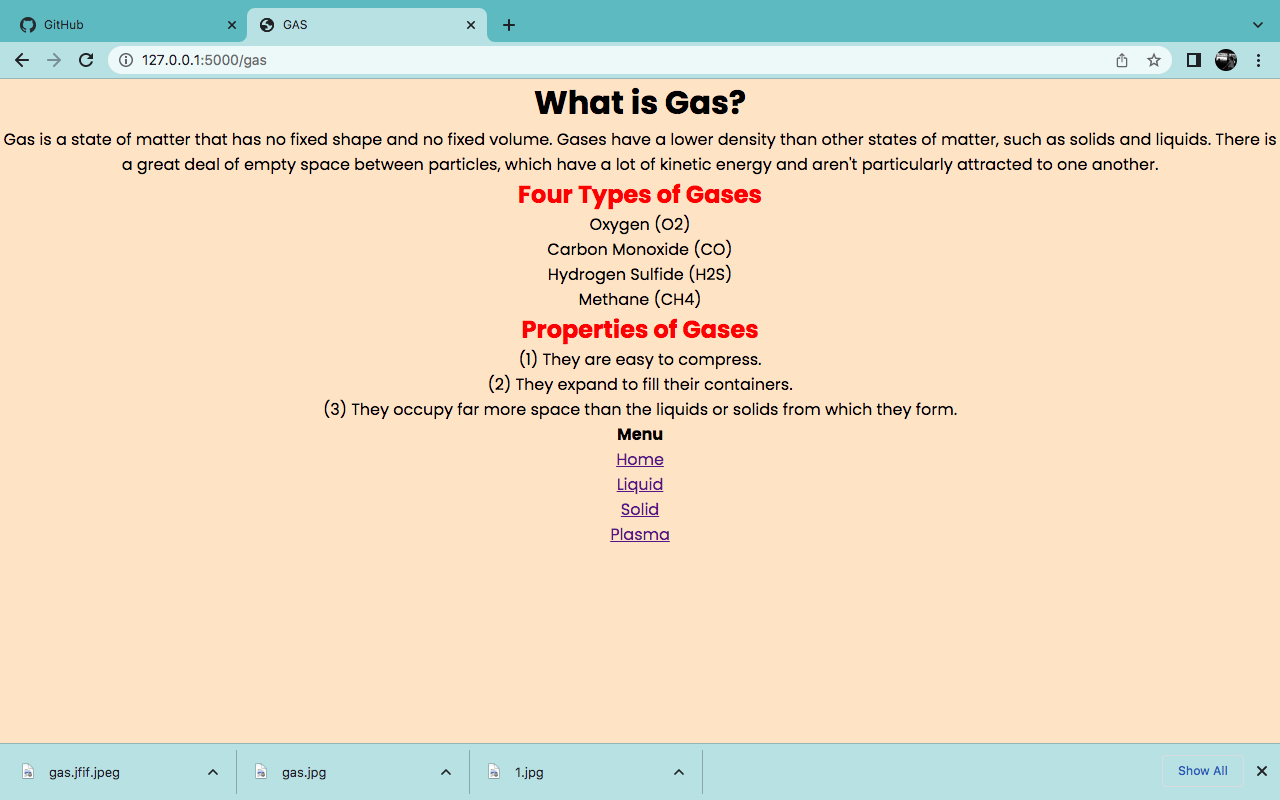 GitHub
GAS
127.0.0.1:5000/gas
What is Gas?
Gas is a state of matter that has no fixed shape and no fixed volume. Gases have a lower density than other states of matter, such as solids and liquids. There is
a great deal of empty space between particles, which have a lot of kinetic energy and aren't particularly attracted to one another.
Four Types of Gases
Oxygen (O2)
Carbon Monoxide (CO)
Hydrogen Sulfide (H2S)
Methane (CH4)
Properties of Gases
(1) They are easy to compress.
(2) They expand to fill their containers.
(3) They occupy far more space than the liquids or solids from which they form.
Menu
Home
Liquid
Solid
Plasma
gas.jfif.jpeg
gas.jpg
1.jpg
Show All